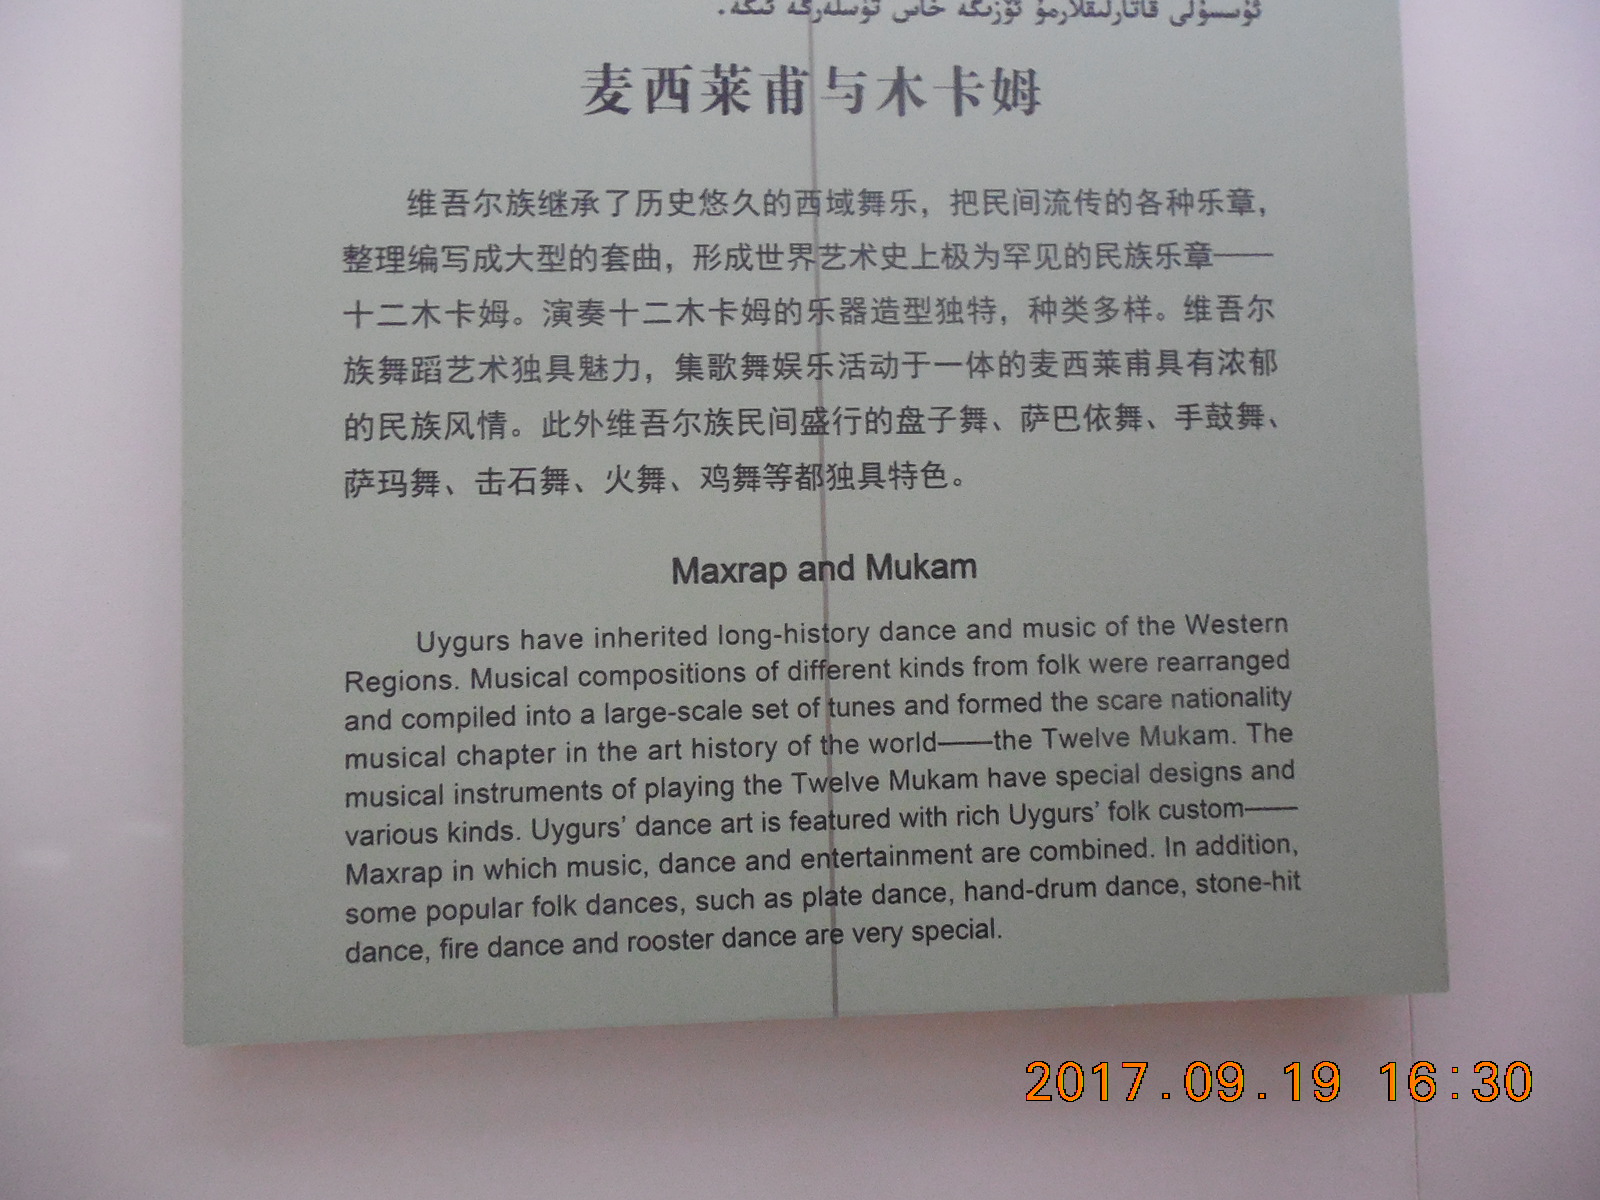 ئۇسسۇلى قاتارلىقلارمۇ ئۆزىگە خاس تۈسلەرگە ئىگە.
麦西莱甫与木卡姆
维吾尔族继承了历史悠久的西域舞乐，把民间流传的各种乐章，
整理编写成大型的套曲，形成世界艺术史上极为罕见的民族乐章——
十二木卡姆。演奏十二木卡姆的乐器造型独特，种类多样。维吾尔
族舞蹈艺术独具魅力，集歌舞娱乐活动于一体的麦西莱甫具有浓郁
的民族风情。此外维吾尔族民间盛行的盘子舞、萨巴依舞、手鼓舞、
萨玛舞、击石舞、火舞、鸡舞等都独具特色。
Maxrap and Mukam
Uygurs have inherited long-history dance and music of the Western
Regions. Musical compositions of different kinds from folk were rearranged
and compiled into a large-scale set of tunes and formed the scare nationality
musical chapter in the art history of the world——the Twelve Mukam. The
musical instruments of playing the Twelve Mukam have special designs and
various kinds. Uygurs’ dance art is featured with rich Uygurs’ folk custom——
Maxrap in which music, dance and entertainment are combined. In addition,
some popular folk dances, such as plate dance, hand-drum dance, stone-hit
dance, fire dance and rooster dance are very special.
2017.09.19 16:30